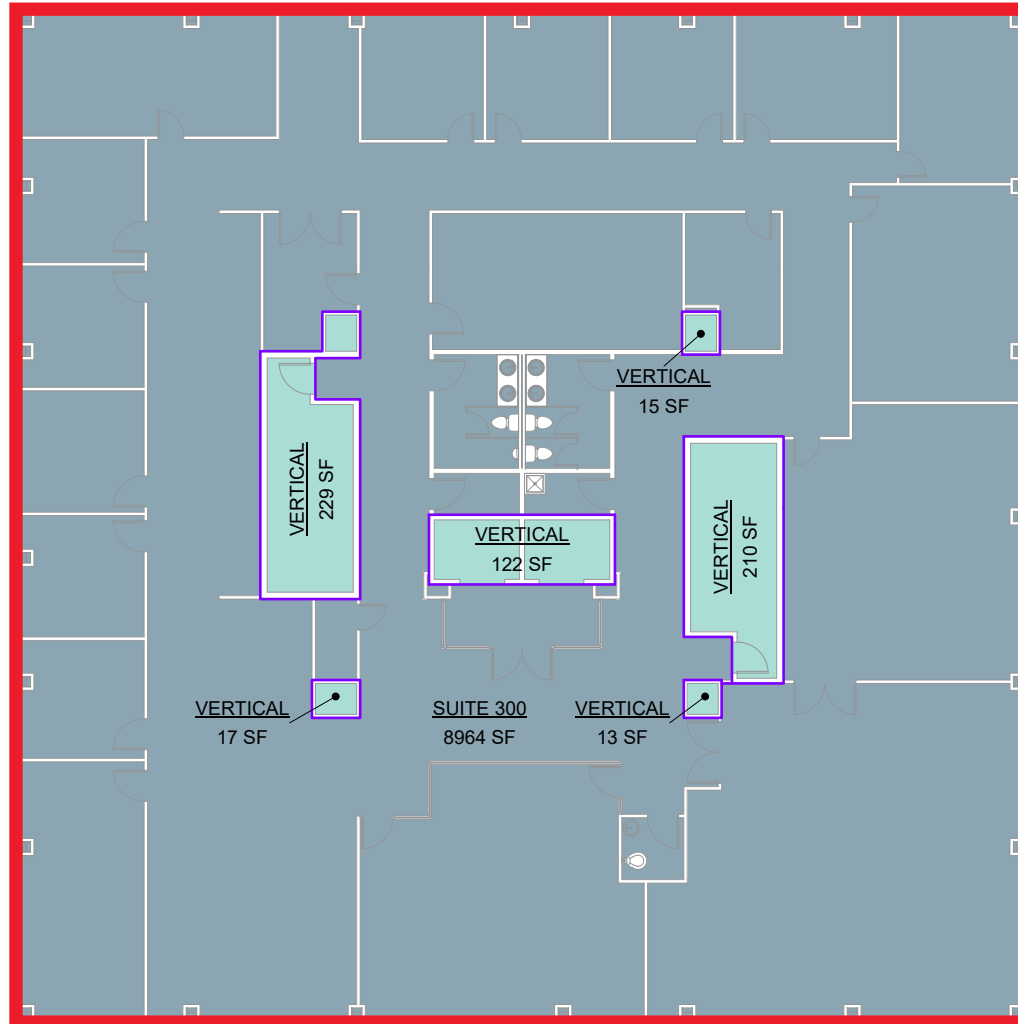 VERTICAL
15 SF
VERTICAL
229 SF
VERTICAL
122 SF
VERTICAL
210 SF
VERTICAL
17 SF
SUITE 300
8964 SF
VERTICAL
13 SF